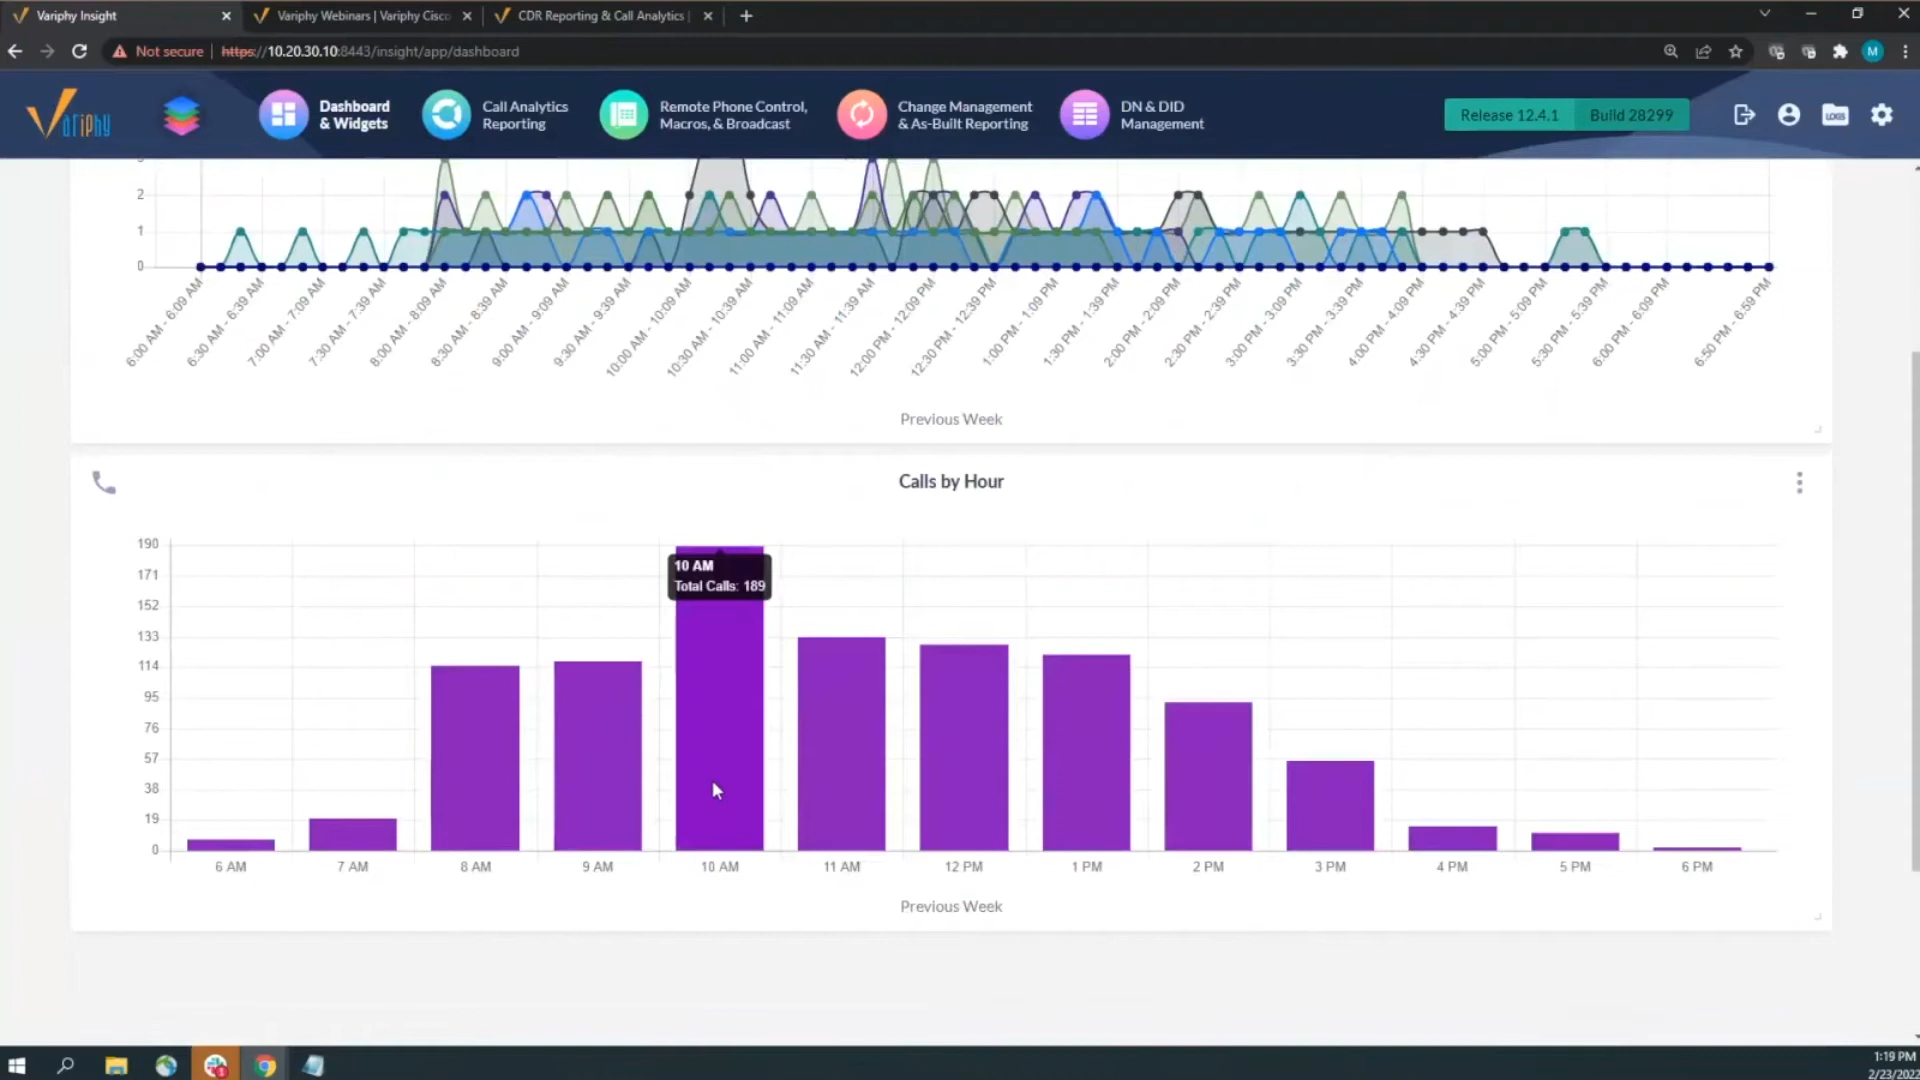 Variphy Insight
Variphy Webinars | Variphy Cisco
CDR Reporting & Call Analytics |
Not secure | https://10.20.30.10:8443/insight/app/dashboard
M
Variphy
Dashboard
& Widgets
Call Analytics
Reporting
Remote Phone Control,
Macros, & Broadcast
Change Management
& As-Built Reporting
DN & DID
Management
Release 12.4.1
Build 28299
LOGS
2
1
0
6:00 AM - 6:09 AM
6:30 AM - 6:39 AM
7:00 AM - 7:09 AM
7:30 AM - 7:39 AM
8:00 AM - 8:09 AM
8:30 AM - 8:39 AM
9:00 AM - 9:09 AM
9:30 AM - 9:39 AM
10:00 AM - 10:09 AM
10:30 AM - 10:39 AM
11:00 AM - 11:09 AM
11:30 AM - 11:39 AM
12:00 PM - 12:09 PM
12:30 PM - 12:39 PM
1:00 PM - 1:09 PM
1:30 PM - 1:39 PM
2:00 PM - 2:09 PM
2:30 PM - 2:39 PM
3:00 PM - 3:09 PM
3:30 PM - 3:39 PM
4:00 PM - 4:09 PM
4:30 PM - 4:39 PM
5:00 PM - 5:09 PM
5:30 PM - 5:39 PM
6:00 PM - 6:09 PM
6:50 PM - 6:59 PM
Previous Week
Calls by Hour
190
171
152
133
114
95
76
57
38
19
0
10 AM
Total Calls: 189
6 AM
7 AM
8 AM
9 AM
10 AM
11 AM
12 PM
1 PM
2 PM
3 PM
4 PM
5 PM
6 PM
Previous Week
1:19 PM
2/23/2022